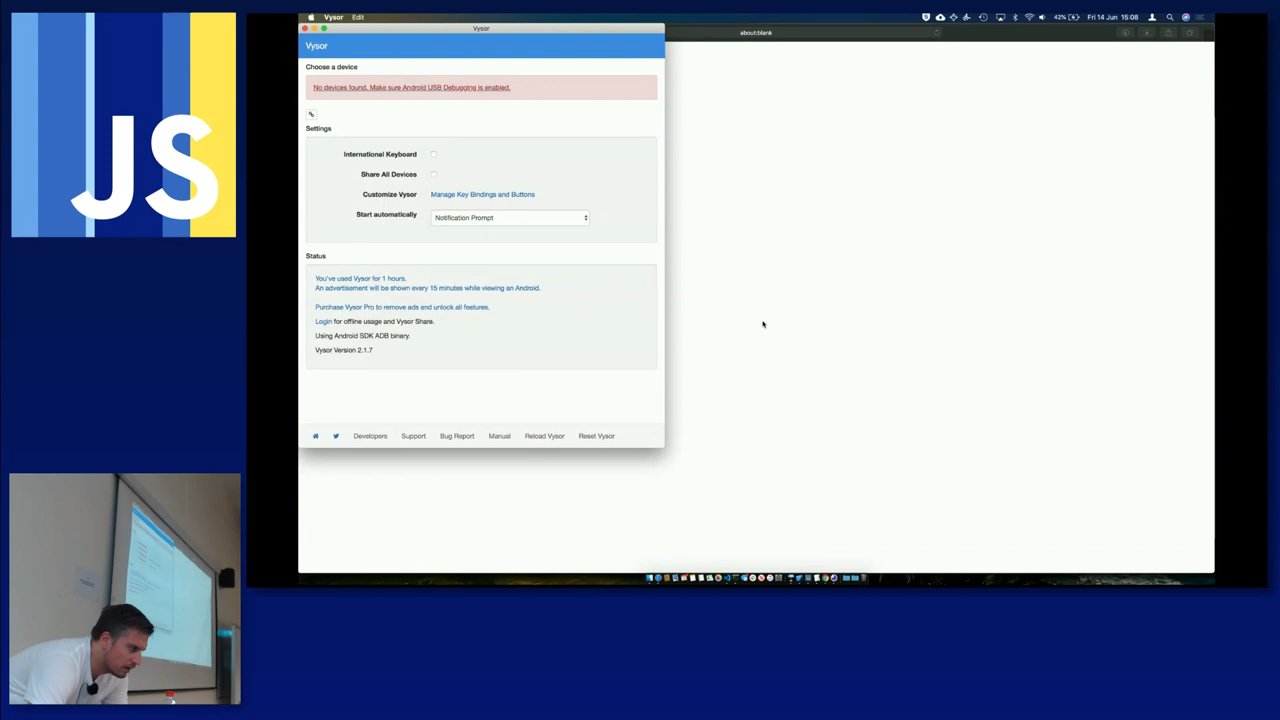 JS
Vysor Edit
42% Fri 14 Jun 15:08
Vysor
about:blank
Vysor
Choose a device
No devices found. Make sure Android USB Debugging is enabled.
Settings
International Keyboard
Share All Devices
Customize Vysor Manage Key Bindings and Buttons
Start automatically Notification Prompt
Status
You've used Vysor for 1 hours.
An advertisement will be shown every 15 minutes while viewing an Android.
Purchase Vysor Pro to remove ads and unlock all features.
Login for offline usage and Vysor Share.
Using Android SDK ADB binary.
Vysor Version 2.1.7
Developers Support Bug Report Manual Reload Vysor Reset Vysor